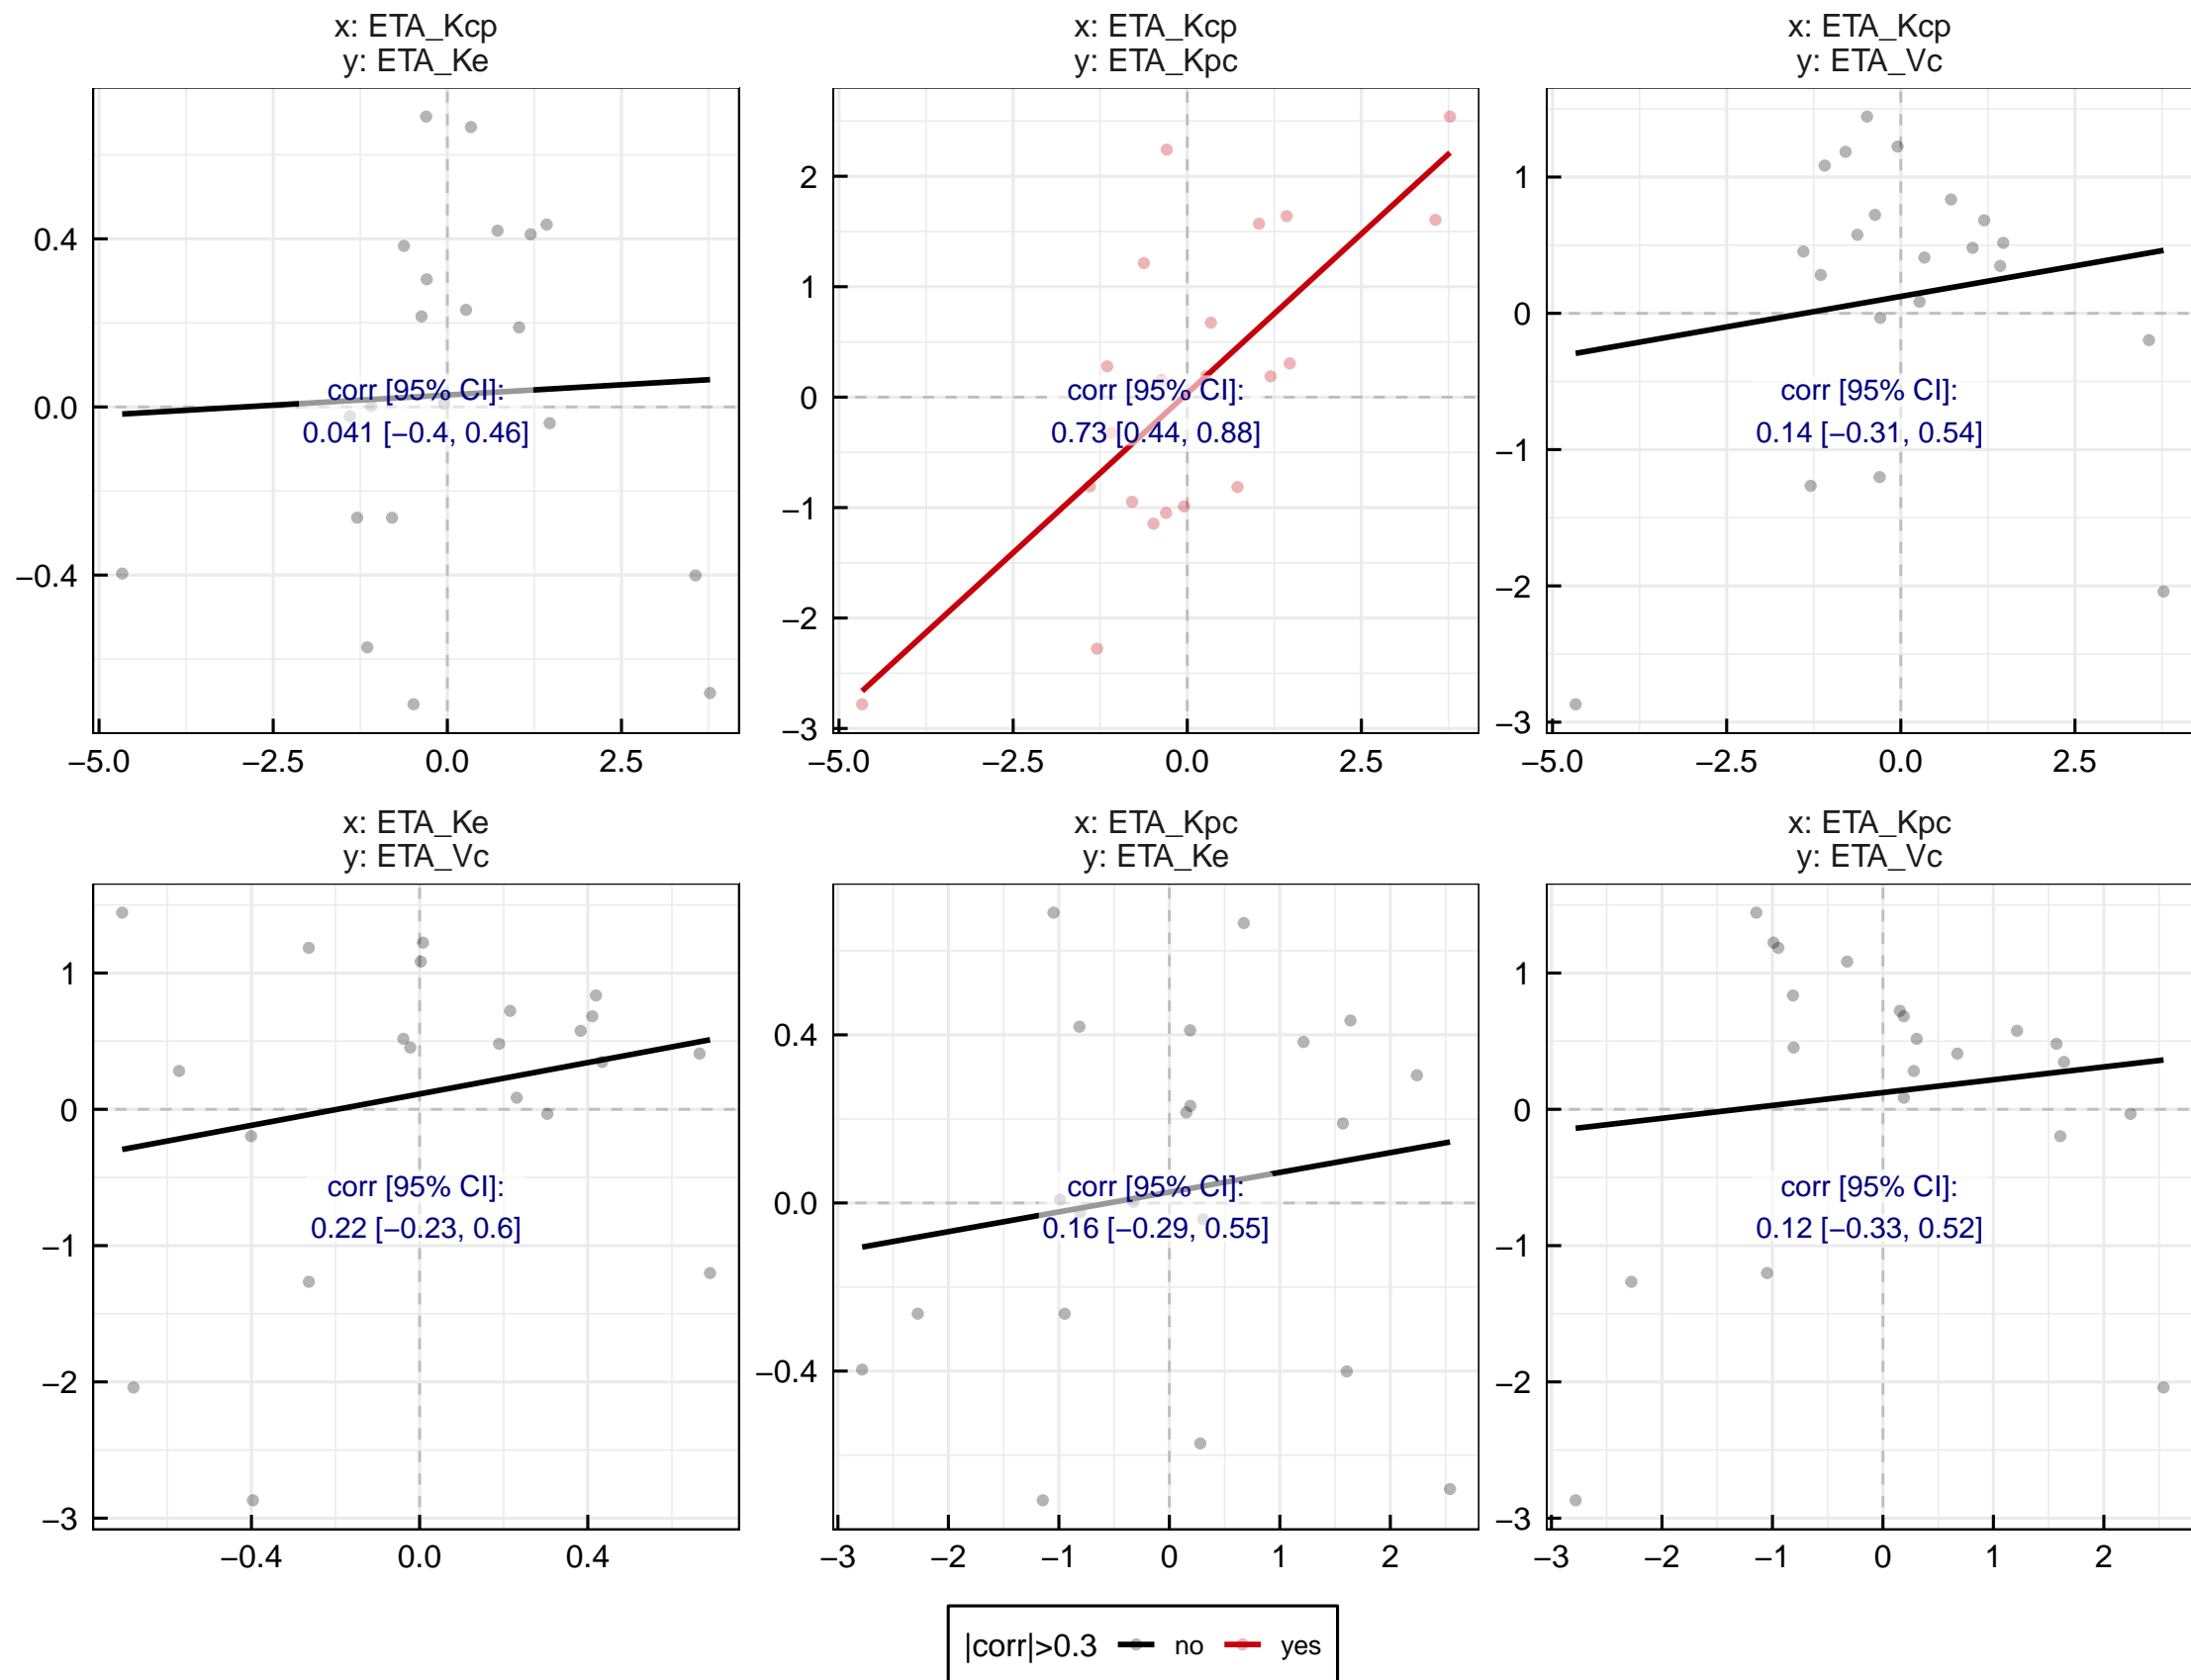 x: ETA_Kcp
y: ETA_Ke
x: ETA_Kcp
y: ETA_Kpc
x: ETA_Kcp
y: ETA_Vc
0.4
0.0
−0.4
corr [95% CI]:
0.041 [−0.4, 0.46]
−5.0
−2.5
0.0
2.5
2
1
0
−1
−2
−3
corr [95% CI]:
0.73 [0.44, 0.88]
−5.0
−2.5
0.0
2.5
1
0
−1
−2
−3
corr [95% CI]:
0.14 [−0.31, 0.54]
−5.0
−2.5
0.0
2.5
x: ETA_Ke
y: ETA_Vc
x: ETA_Kpc
y: ETA_Ke
x: ETA_Kpc
y: ETA_Vc
1
0
−1
−2
−3
corr [95% CI]:
0.22 [−0.23, 0.6]
−0.4
0.0
0.4
0.4
0.0
−0.4
corr [95% CI]:
0.16 [−0.29, 0.55]
−3
−2
−1
0
1
2
1
0
−1
−2
−3
corr [95% CI]:
0.12 [−0.33, 0.52]
−3
−2
−1
0
1
2
|corr|>0.3 no yes